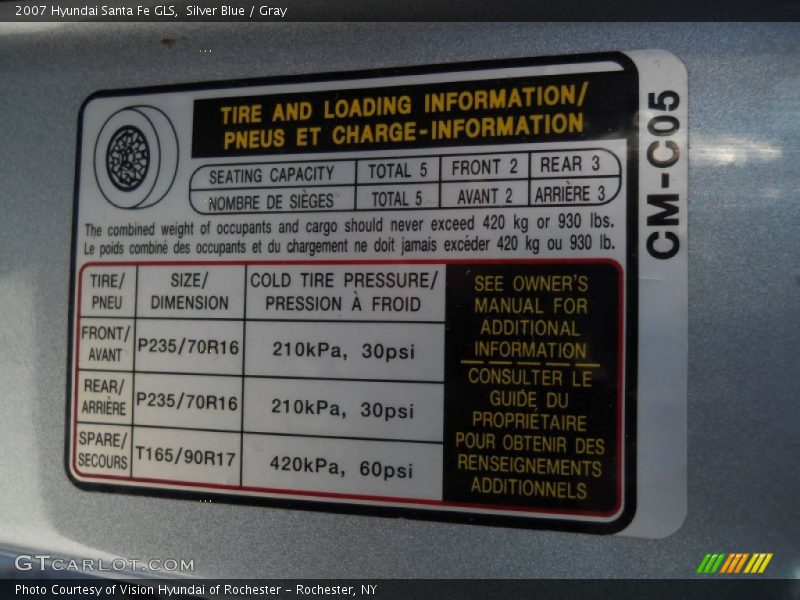 2007 Hyundai Santa Fe GLS, Silver Blue / Gray
TIRE AND LOADING INFORMATION/
PNEUS ET CHARGE-INFORMATION
SEATING CAPACITY TOTAL 5 FRONT 2 REAR 3
NOMBRE DE SIÈGES TOTAL 5 AVANT 2 ARRIÈRE 3
The combined weight of occupants and cargo should never exceed 420 kg or 930 lbs.
Le poids combiné des occupants et du chargement ne doit jamais excéder 420 kg ou 930 lb.
CM-C05
TIRE/
PNEU
SIZE/
DIMENSION
COLD TIRE PRESSURE/
PRESSION À FROID
FRONT/
AVANT
P235/70R16
210kPa, 30psi
REAR/
ARRIÈRE
P235/70R16
210kPa, 30psi
SPARE/
SECOURS
T165/90R17
420kPa, 60psi
SEE OWNER'S
MANUAL FOR
ADDITIONAL
INFORMATION
CONSULTER LE
GUIDE DU
PROPRIÉTAIRE
POUR OBTENIR DES
RENSEIGNEMENTS
ADDITIONNELS
GTCARLOT.COM
Photo Courtesy of Vision Hyundai of Rochester - Rochester, NY